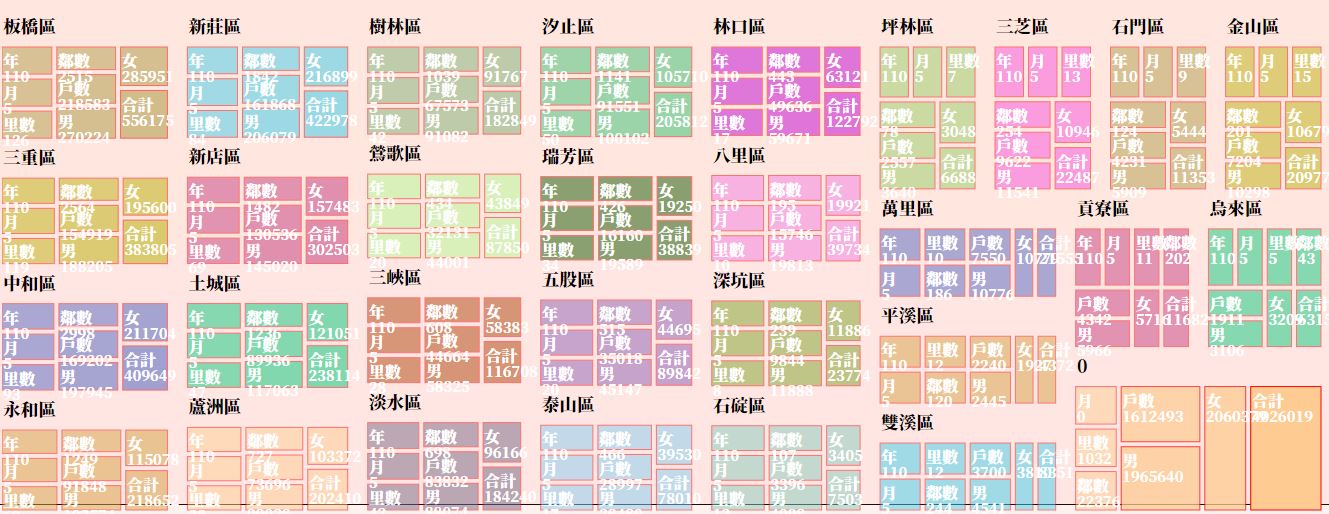 板橋區
年 110
月 5
里數 126
鄰數 2515
戶數 218583
男 270224
女 285951
合計 556175
三重區
年 110
月 5
里數 119
鄰數 2564
戶數 154919
男 188205
女 195600
合計 383805
中和區
年 110
月 5
里數 93
鄰數 2998
戶數 169202
男 197945
女 211704
合計 409649
永和區
年 110
月 5
里數
鄰數 1249
戶數 91848
男
女 115078
合計 218652
新莊區
年 110
月 5
里數 84
鄰數 1842
戶數 161868
男 206079
女 216899
合計 422978
新店區
年 110
月 5
里數 69
鄰數 1482
戶數 130536
男 145020
女 157483
合計 302503
土城區
年 110
月 5
里數 47
鄰數 1236
戶數 89936
男 117063
女 121051
合計 238114
蘆洲區
年 110
月 5
里數
鄰數 727
戶數 73696
男
女 103372
合計 202410
樹林區
年 110
月 5
里數
鄰數 1039
戶數 67573
男 91082
女 91767
合計 182849
鶯歌區
年 110
月 5
里數 20
鄰數 434
戶數 32131
男 44001
女 43849
合計 87850
三峽區
年 110
月 5
里數 28
鄰數 608
戶數 44664
男 58325
女 58383
合計 116708
淡水區
年 110
月 5
里數
鄰數 698
戶數 83832
男
女 96166
合計 184240
汐止區
年 110
月 5
里數 50
鄰數 1141
戶數 91551
男 100102
女 105710
合計 205812
瑞芳區
年 110
月 5
里數 34
鄰數 426
戶數 16160
男 19589
女 19250
合計 38839
五股區
年 110
月 5
里數 20
鄰數 515
戶數 35018
男 45147
女 44695
合計 89842
泰山區
年 110
月 5
里數
鄰數 466
戶數 28997
男
女 39530
合計 78010
林口區
年 110
月 5
里數 17
鄰數 443
戶數 49636
男 59671
女 63121
合計 122792
八里區
年 110
月 5
里數 10
鄰數 195
戶數 15746
男 19813
女 19921
合計 39734
深坑區
年 110
月 5
里數 8
鄰數 239
戶數 9844
男 11888
女 11886
合計 23774
石碇區
年 110
月 5
里數
鄰數 107
戶數 3396
男
女 3405
合計 7503
坪林區
年 110
月 5
里數 7
鄰數 78
戶數 2557
男 3640
女 3048
合計 6688
三芝區
年 110
月 5
里數 13
鄰數 254
戶數 9622
男 11541
女 10946
合計 22487
石門區
年 110
月 5
里數 9
鄰數 124
戶數 4231
男 5909
女 5444
合計 11353
金山區
年 110
月 5
里數 15
鄰數 201
戶數 7204
男 10298
女 10679
合計 20977
萬里區
年 110
月 5
里數 10
鄰數 186
戶數 7550
男 10776
女
合計
平溪區
年 110
月 5
里數 12
鄰數 120
戶數 2240
男 2445
女
合計
雙溪區
年 110
月 5
里數 12
鄰數 244
戶數 3700
男 4541
女
合計
貢寮區
年 110
月 5
里數 11
鄰數 202
戶數 4342
男 5966
女 5716
合計 11682
烏來區
年 110
月 5
里數 5
鄰數 43
戶數 1911
男 3106
女 3209
合計 6315
0
月 0
里數 1032
鄰數 22376
戶數 1612493
男 1965640
女 2060379
合計 4026019